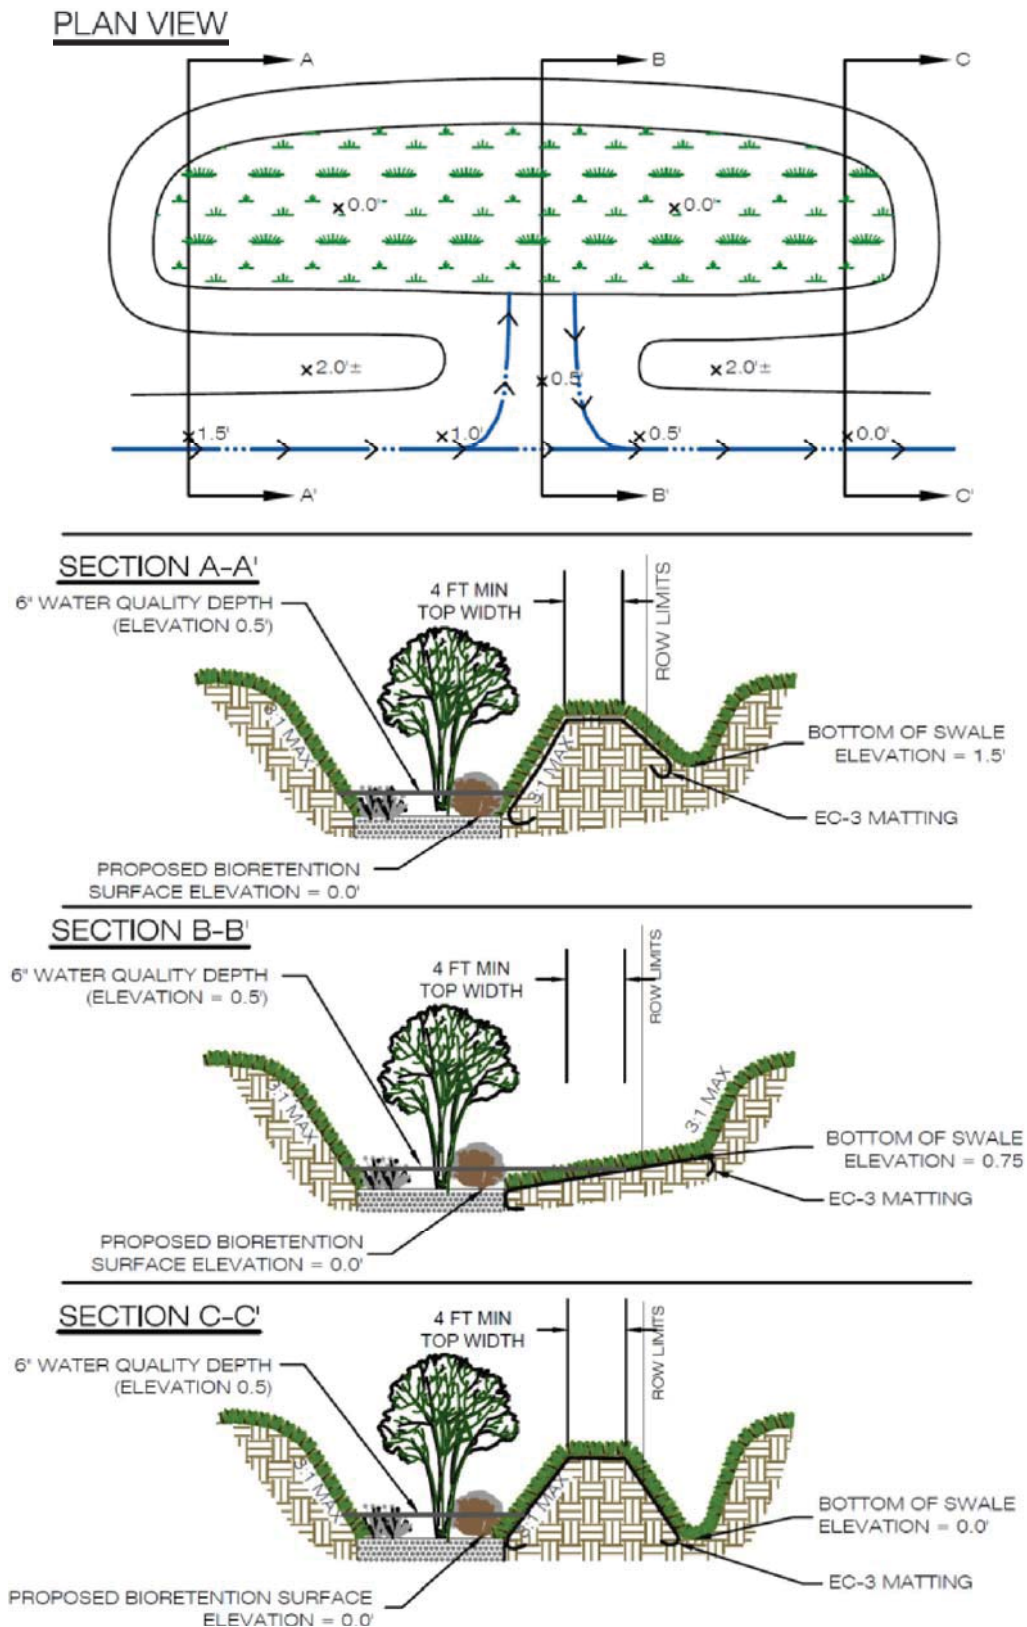 PLAN VIEW
A
B
C
0.0'
0.0'
2.0'±
2.0'±
0.5'
1.5'
1.0'
0.5'
0.0'
A'
B'
C'
SECTION A-A'
6" WATER QUALITY DEPTH
(ELEVATION 0.5')
4 FT MIN
TOP WIDTH
ROW LIMITS
3:1 MAX
3:1 MAX
BOTTOM OF SWALE
ELEVATION = 1.5'
EC-3 MATTING
PROPOSED BIORETENTION
SURFACE ELEVATION = 0.0'
SECTION B-B'
6" WATER QUALITY DEPTH
(ELEVATION = 0.5')
4 FT MIN
TOP WIDTH
ROW LIMITS
3:1 MAX
3:1 MAX
BOTTOM OF SWALE
ELEVATION = 0.75
EC-3 MATTING
PROPOSED BIORETENTION
SURFACE ELEVATION = 0.0'
SECTION C-C'
6" WATER QUALITY DEPTH
(ELEVATION 0.5)
4 FT MIN
TOP WIDTH
ROW LIMITS
3:1 MAX
3:1 MAX
BOTTOM OF SWALE
ELEVATION = 0.0'
EC-3 MATTING
PROPOSED BIORETENTION SURFACE
ELEVATION = 0.0'